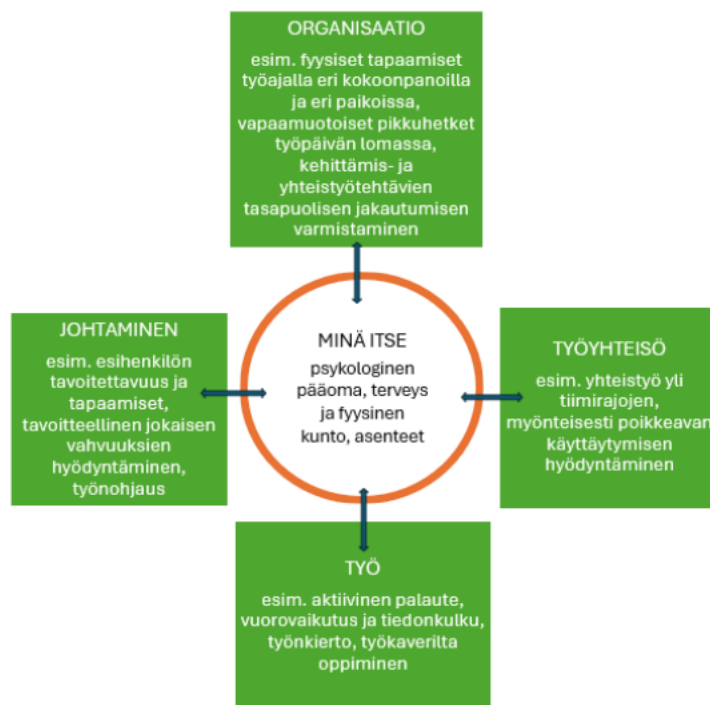 ORGANISAATIO
esim. fyysiset tapaamiset
työajalla eri kokoonpanoilla
ja eri paikoissa,
vapaamuotoiset pikkuhetket
työpäivän lomassa,
kehittämis- ja
yhteistyötehtävien
tasapuolisen jakautumisen
varmistaminen
JOHTAMINEN
esim. esihenkilön
tavoitettavuus ja
tapaamiset,
tavoitteellinen jokaisen
vahvuuksien
hyödyntäminen,
työnohjaus
MINÄ ITSE
psykologinen
pääoma, terveys
ja fyysinen
kunto, asenteet
TYÖYHTEISÖ
esim. yhteistyö yli
tiimirajojen,
myönteisesti poikkeavan
käyttäytymisen
hyödyntäminen
TYÖ
esim. aktiivinen palaute,
vuorovaikutus ja tiedonkulku,
työnkierto, työkaverilta
oppiminen